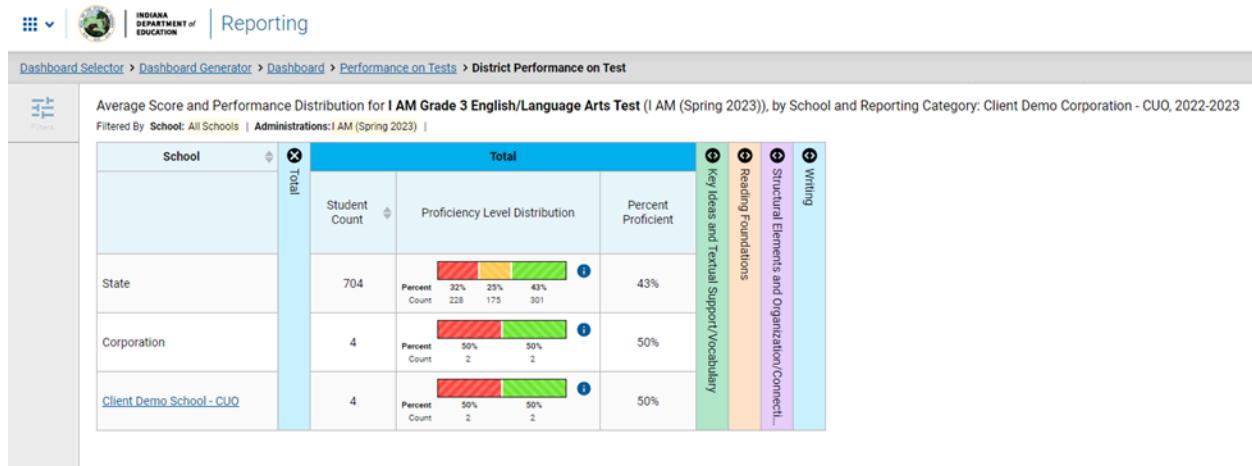 INDIANA
DEPARTMENT of
EDUCATION
Reporting
Dashboard Selector > Dashboard Generator > Dashboard > Performance on Tests > District Performance on Test
Filters
Average Score and Performance Distribution for I AM Grade 3 English/Language Arts Test (I AM (Spring 2023)), by School and Reporting Category: Client Demo Corporation - CUO, 2022-2023
Filtered By School: All Schools | Administrations: I AM (Spring 2023) |
School
Total
Total
Student
Count
Proficiency Level Distribution
Percent
Proficient
Key Ideas and Textual Support/Vocabulary
Reading Foundations
Structural Elements and Organization/Connecti...
Writing
State
704
Percent 32% 25% 43%
Count 228 175 301
43%
Corporation
4
Percent 50% 50%
Count 2 2
50%
Client Demo School - CUO
4
Percent 50% 50%
Count 2 2
50%